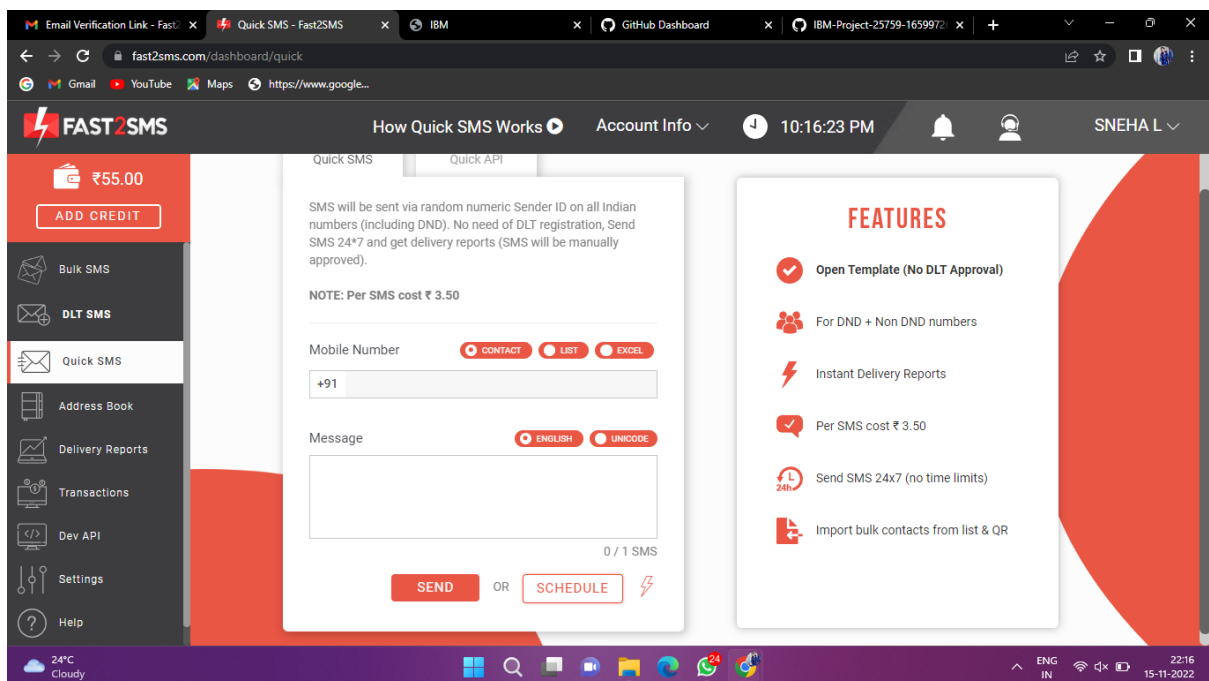 Email Verification Link - Fast2
Quick SMS - Fast2SMS
IBM
GitHub Dashboard
IBM-Project-25759-1659972
fast2sms.com/dashboard/quick
Gmail
YouTube
Maps
https://www.google...
FAST2SMS
How Quick SMS Works
Account Info
10:16:23 PM
SNEHA L
₹55.00
ADD CREDIT
Bulk SMS
DLT SMS
Quick SMS
Address Book
Delivery Reports
Transactions
Dev API
Settings
Help
Quick SMS
Quick API
SMS will be sent via random numeric Sender ID on all Indian
numbers (including DND). No need of DLT registration, Send
SMS 24*7 and get delivery reports (SMS will be manually
approved).
NOTE: Per SMS cost ₹ 3.50
Mobile Number
CONTACT
LIST
EXCEL
+91
Message
ENGLISH
UNICODE
0 / 1 SMS
SEND
OR
SCHEDULE
FEATURES
Open Template (No DLT Approval)
For DND + Non DND numbers
Instant Delivery Reports
Per SMS cost ₹ 3.50
24h
Send SMS 24x7 (no time limits)
Import bulk contacts from list & QR
24°C
Cloudy
24
ENG
IN
22:16
15-11-2022